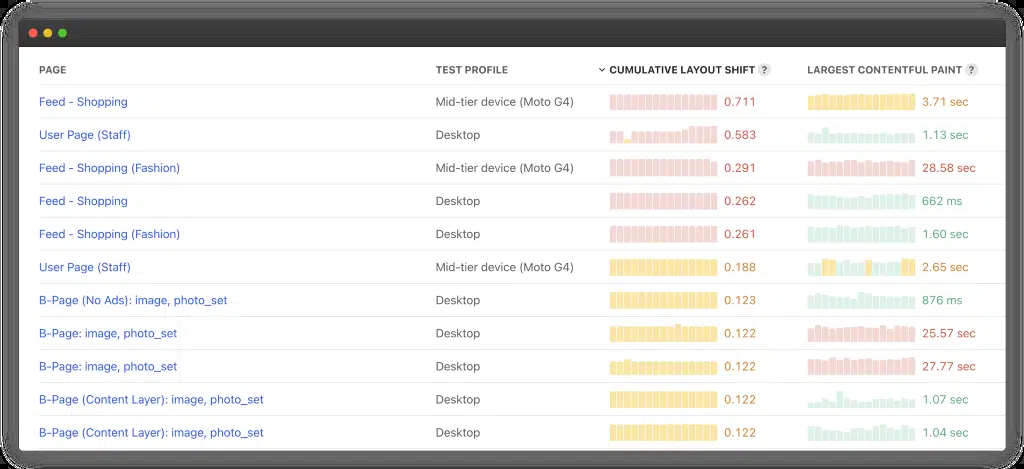 PAGE TEST PROFILE CUMULATIVE LAYOUT SHIFT ? LARGEST CONTENTFUL PAINT ?
Feed - Shopping Mid-tier device (Moto G4) 0.711 3.71 sec
User Page (Staff) Desktop 0.583 1.13 sec
Feed - Shopping (Fashion) Mid-tier device (Moto G4) 0.291 28.58 sec
Feed - Shopping Desktop 0.262 662 ms
Feed - Shopping (Fashion) Desktop 0.261 1.60 sec
User Page (Staff) Mid-tier device (Moto G4) 0.188 2.65 sec
B-Page (No Ads): image, photo_set Desktop 0.123 876 ms
B-Page: image, photo_set Desktop 0.122 25.57 sec
B-Page: image, photo_set Desktop 0.122 27.77 sec
B-Page (Content Layer): image, photo_set Desktop 0.122 1.07 sec
B-Page (Content Layer): image, photo_set Desktop 0.122 1.04 sec